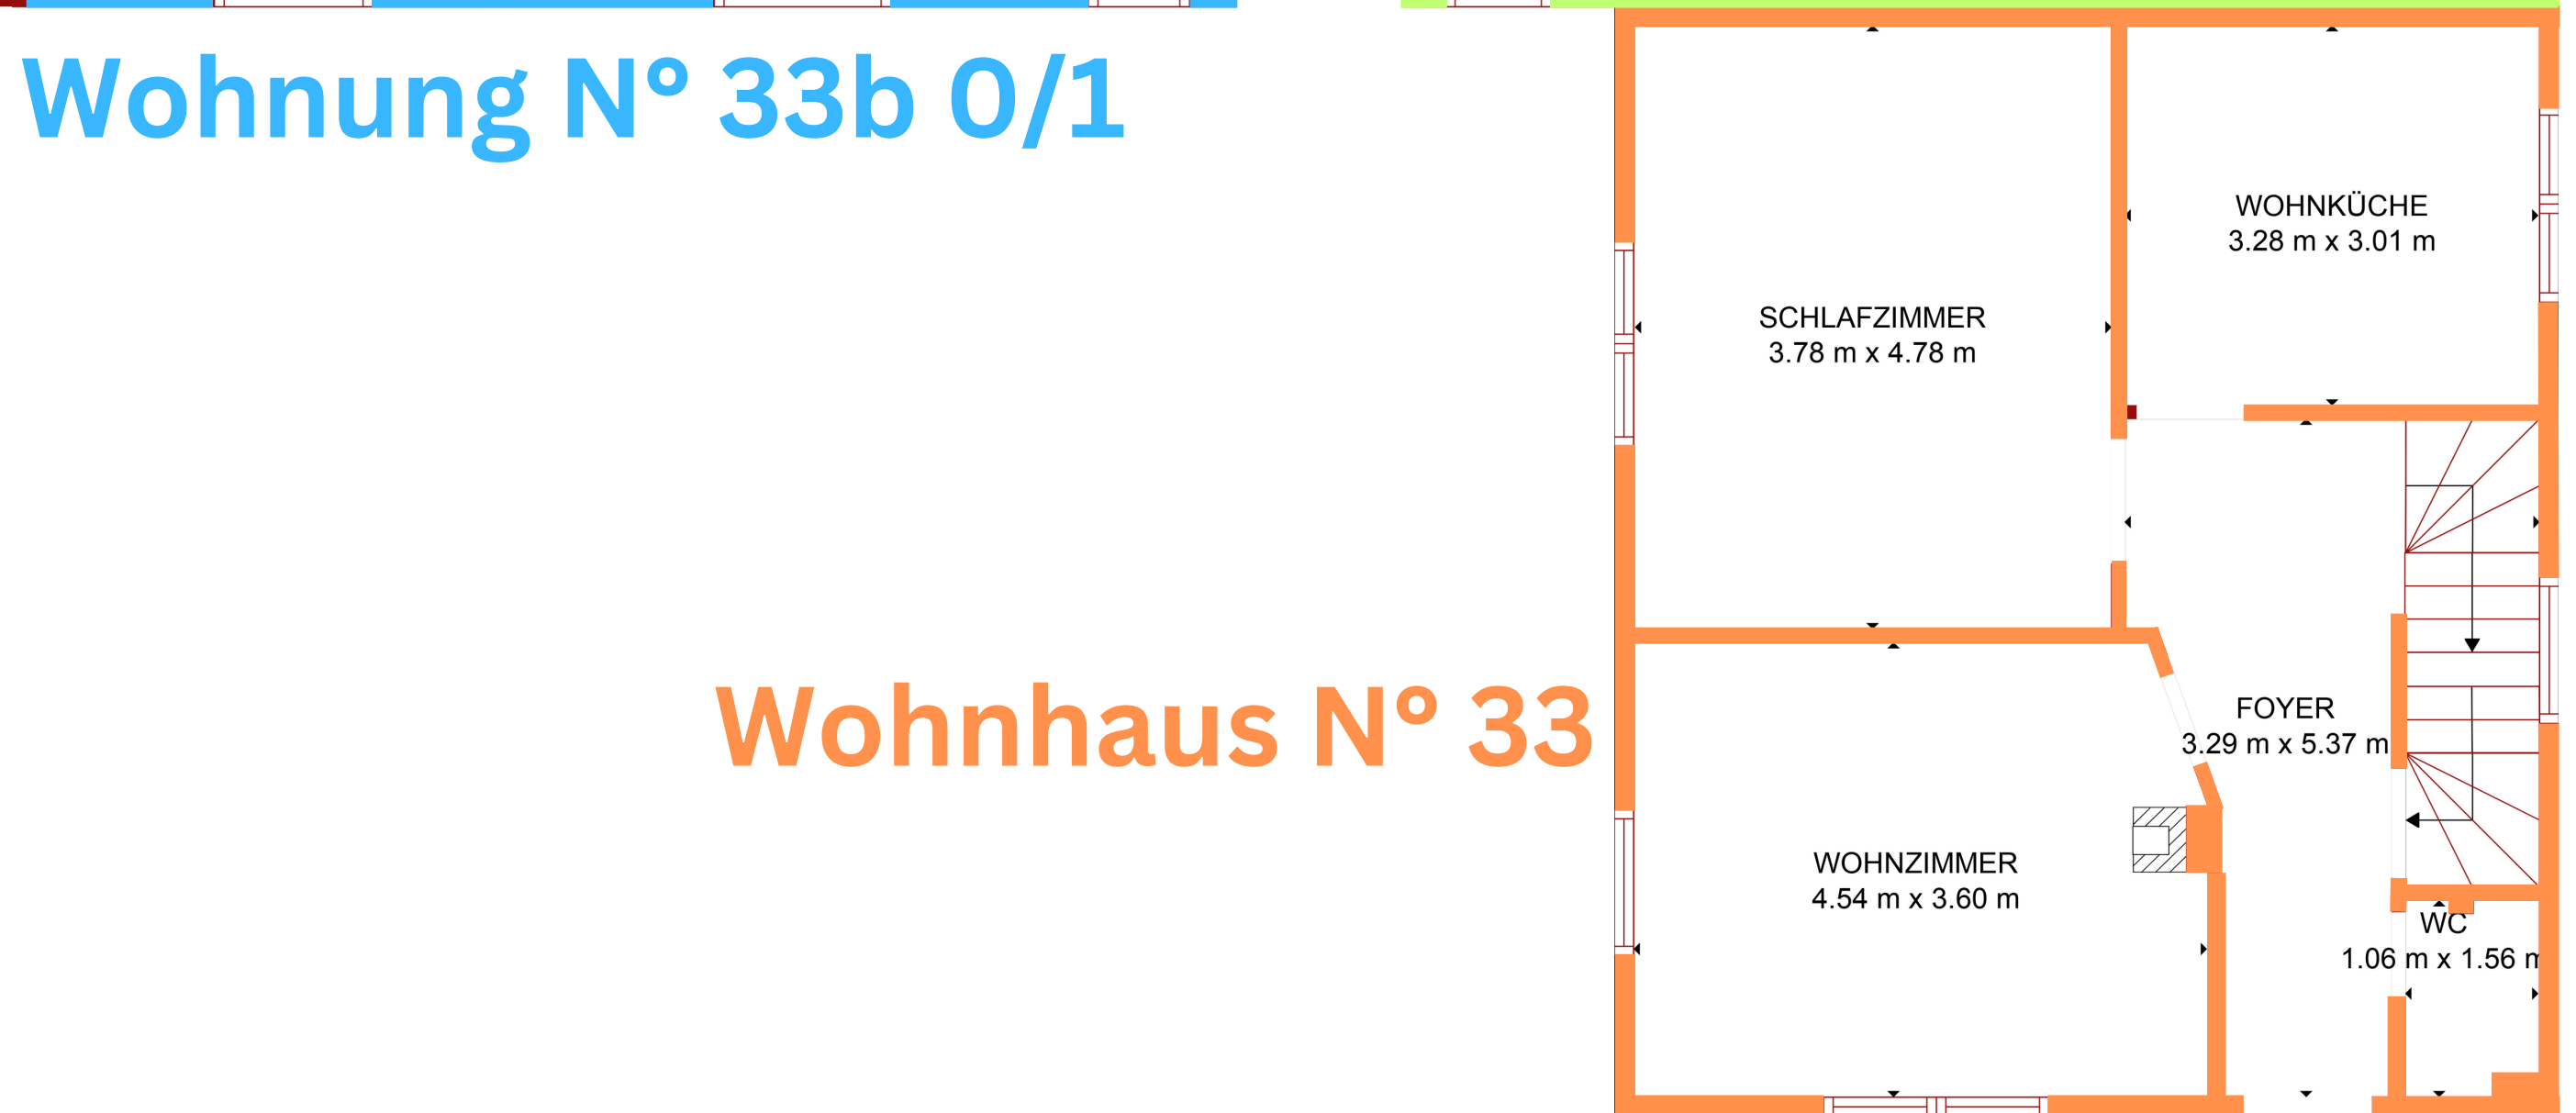 Wohnung N° 33b 0/1
WOHNKÜCHE
3.28 m x 3.01 m
SCHLAFZIMMER
3.78 m x 4.78 m
Wohnhaus N° 33
FOYER
3.29 m x 5.37 m
WOHNZIMMER
4.54 m x 3.60 m
WC
1.06 m x 1.56 m